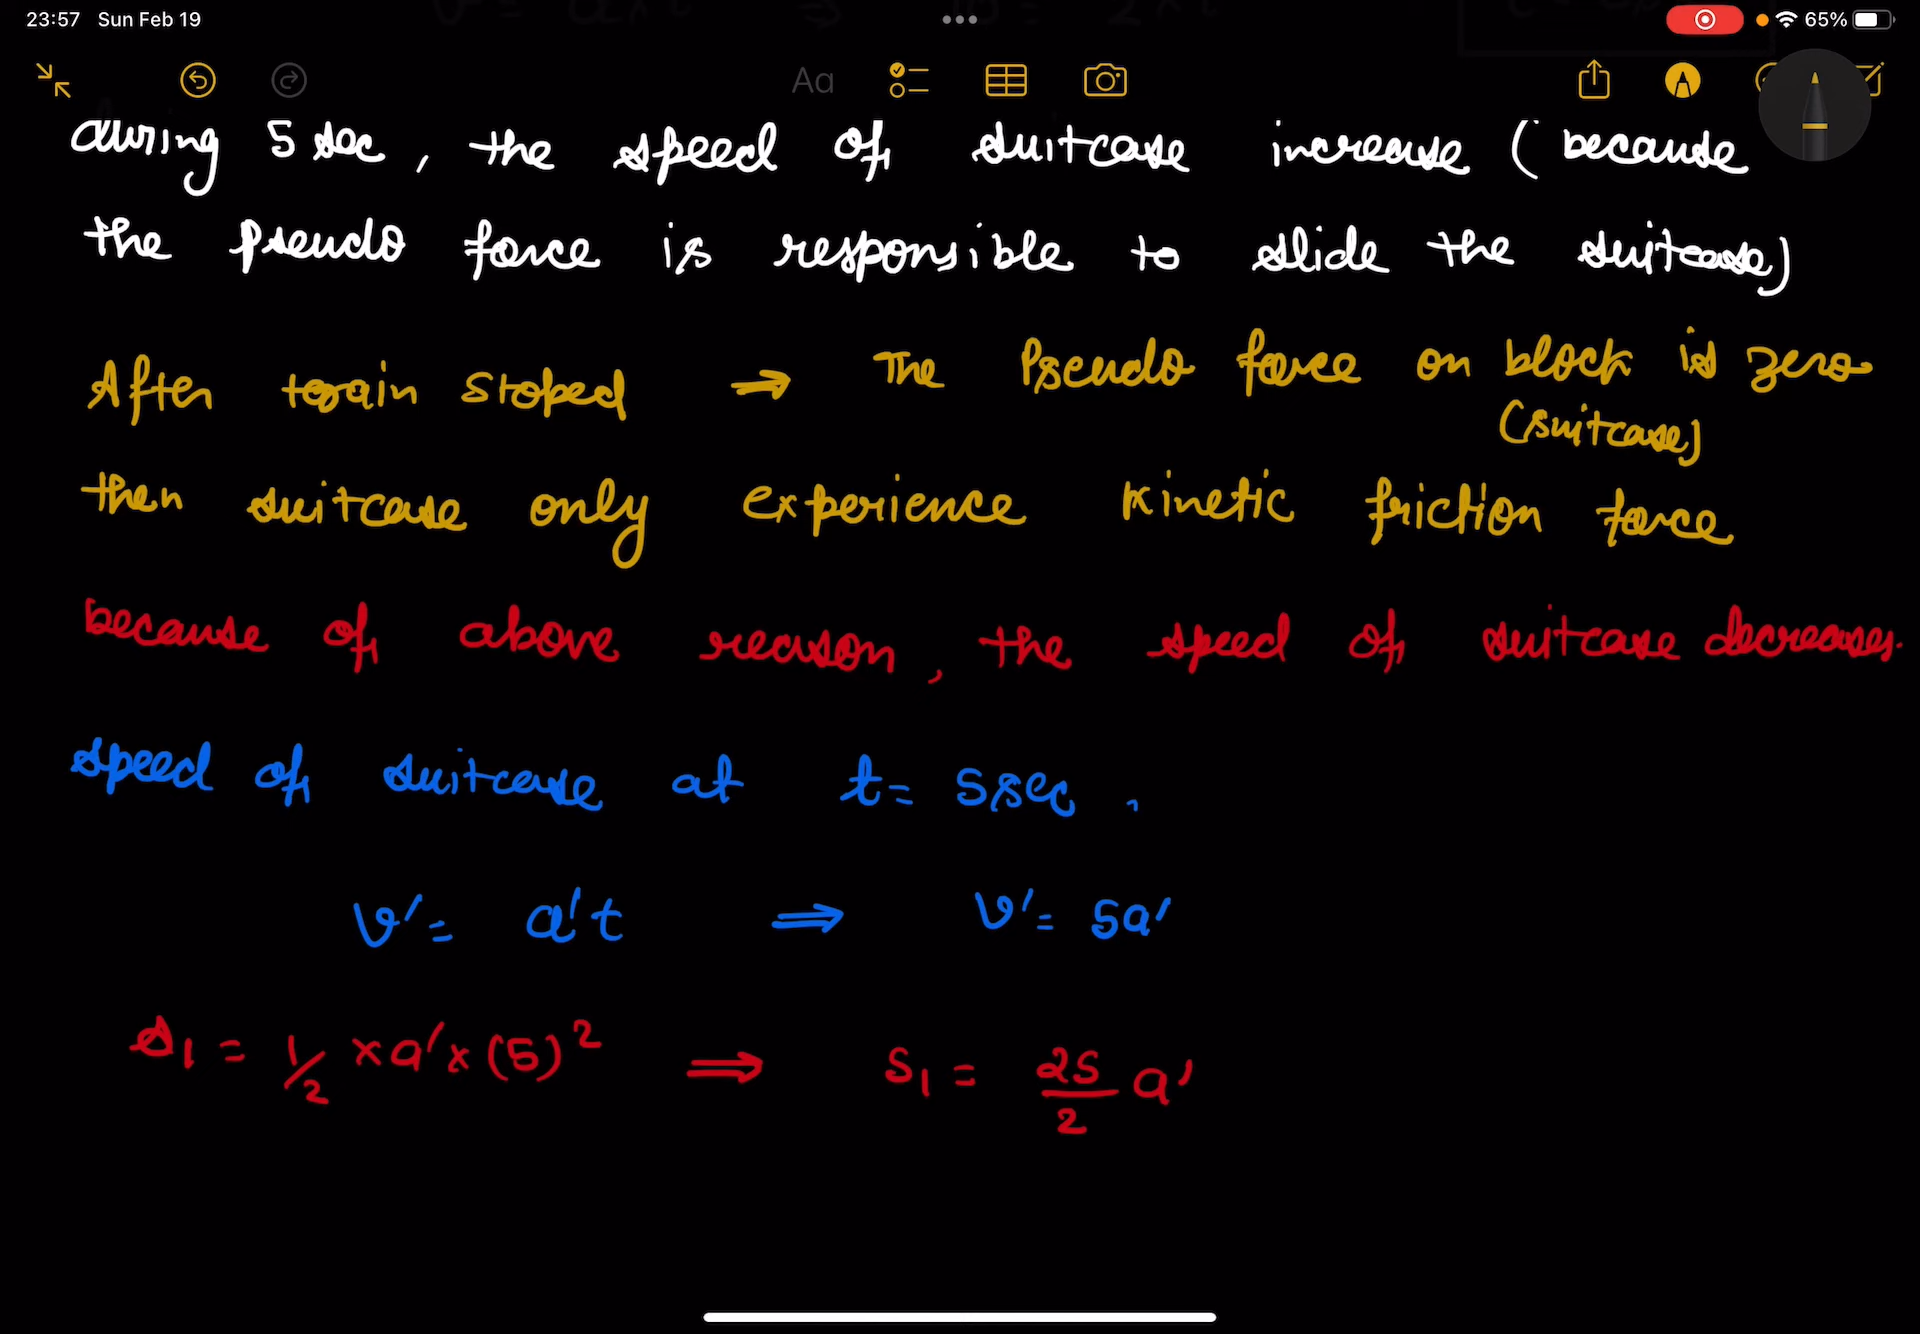 23:57 Sun Feb 19
65%
Aa
during 5 sec, the speed of suitcase increase (because
the pseudo force is responsible to slide the suitcase)
After train stoped ⇒ The Pseudo force on block is zero
(suitcase)
then suitcase only experience kinetic friction force
because of above reason, the speed of suitcase decreases.
speed of suitcase at t = 5 sec,
v' = a't ⇒ v' = 5a'
s₁ = 1/2 × a' × (5)² ⇒ s₁ = 25/2 a'